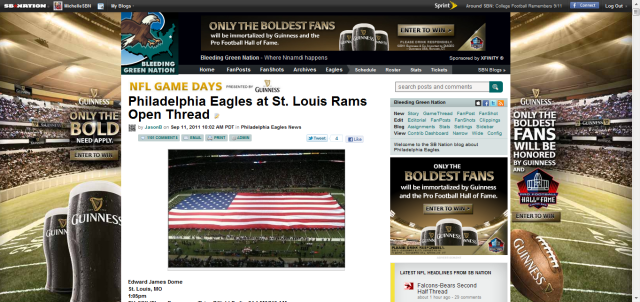 SB★NATION
MichelleSBN
My Blogs
Sprint
Around SBN: College Football Remembers 9/11
Connect
Log Out
ONLY THE BOLDEST FANS
will be immortalized by Guinness and the
Pro Football Hall of Fame.
ENTER TO WIN
GUINNESS
BLEEDING
GREEN NATION
Bleeding Green Nation - Where Nnamdi happens
Sponsored by XFINITY
Home FanPosts FanShots Archives Eagles Schedule Roster Stats Tickets
SBN Blogs
NFL GAME DAYS PRESENTED BY GUINNESS
search posts and comments
Philadelphia Eagles at St. Louis Rams
Open Thread
by JasonB on Sep 11, 2011 10:02 AM PDT in Philadelphia Eagles News
COMMENTS EMAIL PRINT ADMIN
Tweet 4 Like
Edward James Dome
St. Louis, MO
1:05pm
Bleeding Green Nation
New Story GameThread FanPost FanShot
Edit Editorial FanPosts FanShots Clippings
Blog Assignments Stats Settings Sidebar
View Contrib Dashboard Narrow Wide Config
Welcome to the SB Nation blog about
Philadelphia Eagles
ONLY THE
BOLDEST FANS
will be immortalized by Guinness
and the Pro Football Hall of Fame.
ENTER TO WIN
GUINNESS
LATEST NFL HEADLINES FROM SB NATION
Falcons-Bears Second
Half Thread
about 1 hour ago - 29 comments
GUINNESS
ONLY THE
BOLD
NEED APPLY.
ENTER TO WIN
GUINNESS
GUINNESS
ONLY THE
BOLDEST
FANS
WILL BE
HONORED
BY
GUINNESS
AND
HALL OF FAME
ENTER TO WIN
GUINNESS